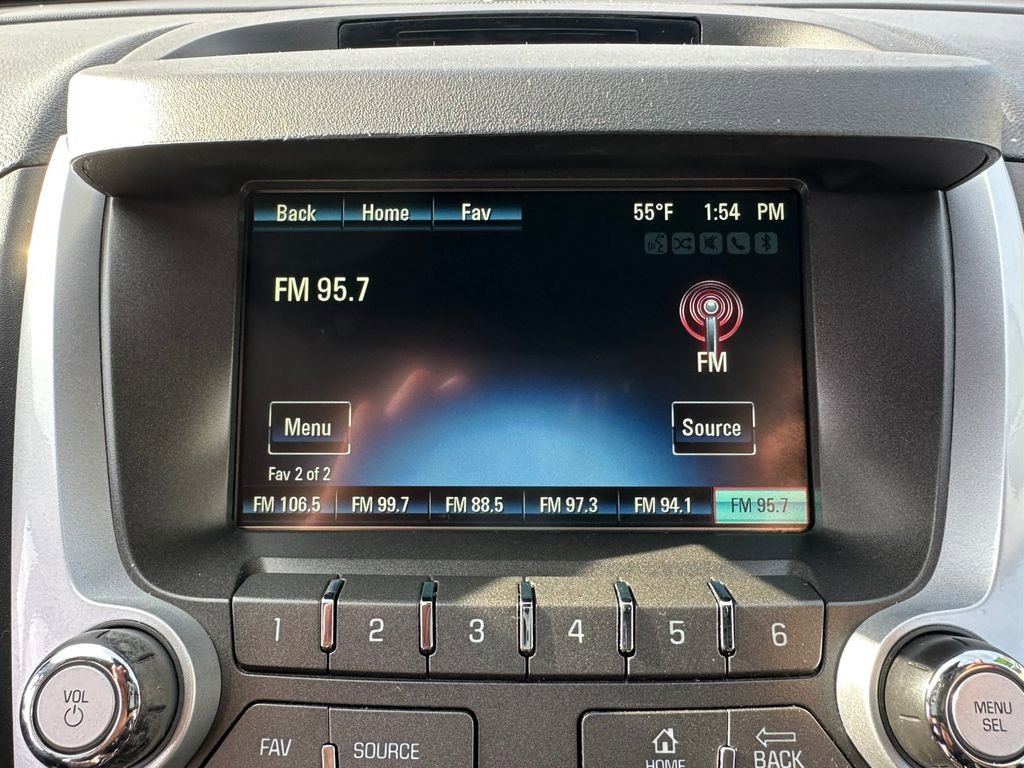 Back Home Fav 55°F 1:54 PM
FM 95.7
FM
Menu Source
Fav 2 of 2
FM 106.5 FM 99.7 FM 88.5 FM 97.3 FM 94.1 FM 95.7
1 2 3 4 5 6
VOL
MENU
SEL
FAV SOURCE HOME BACK